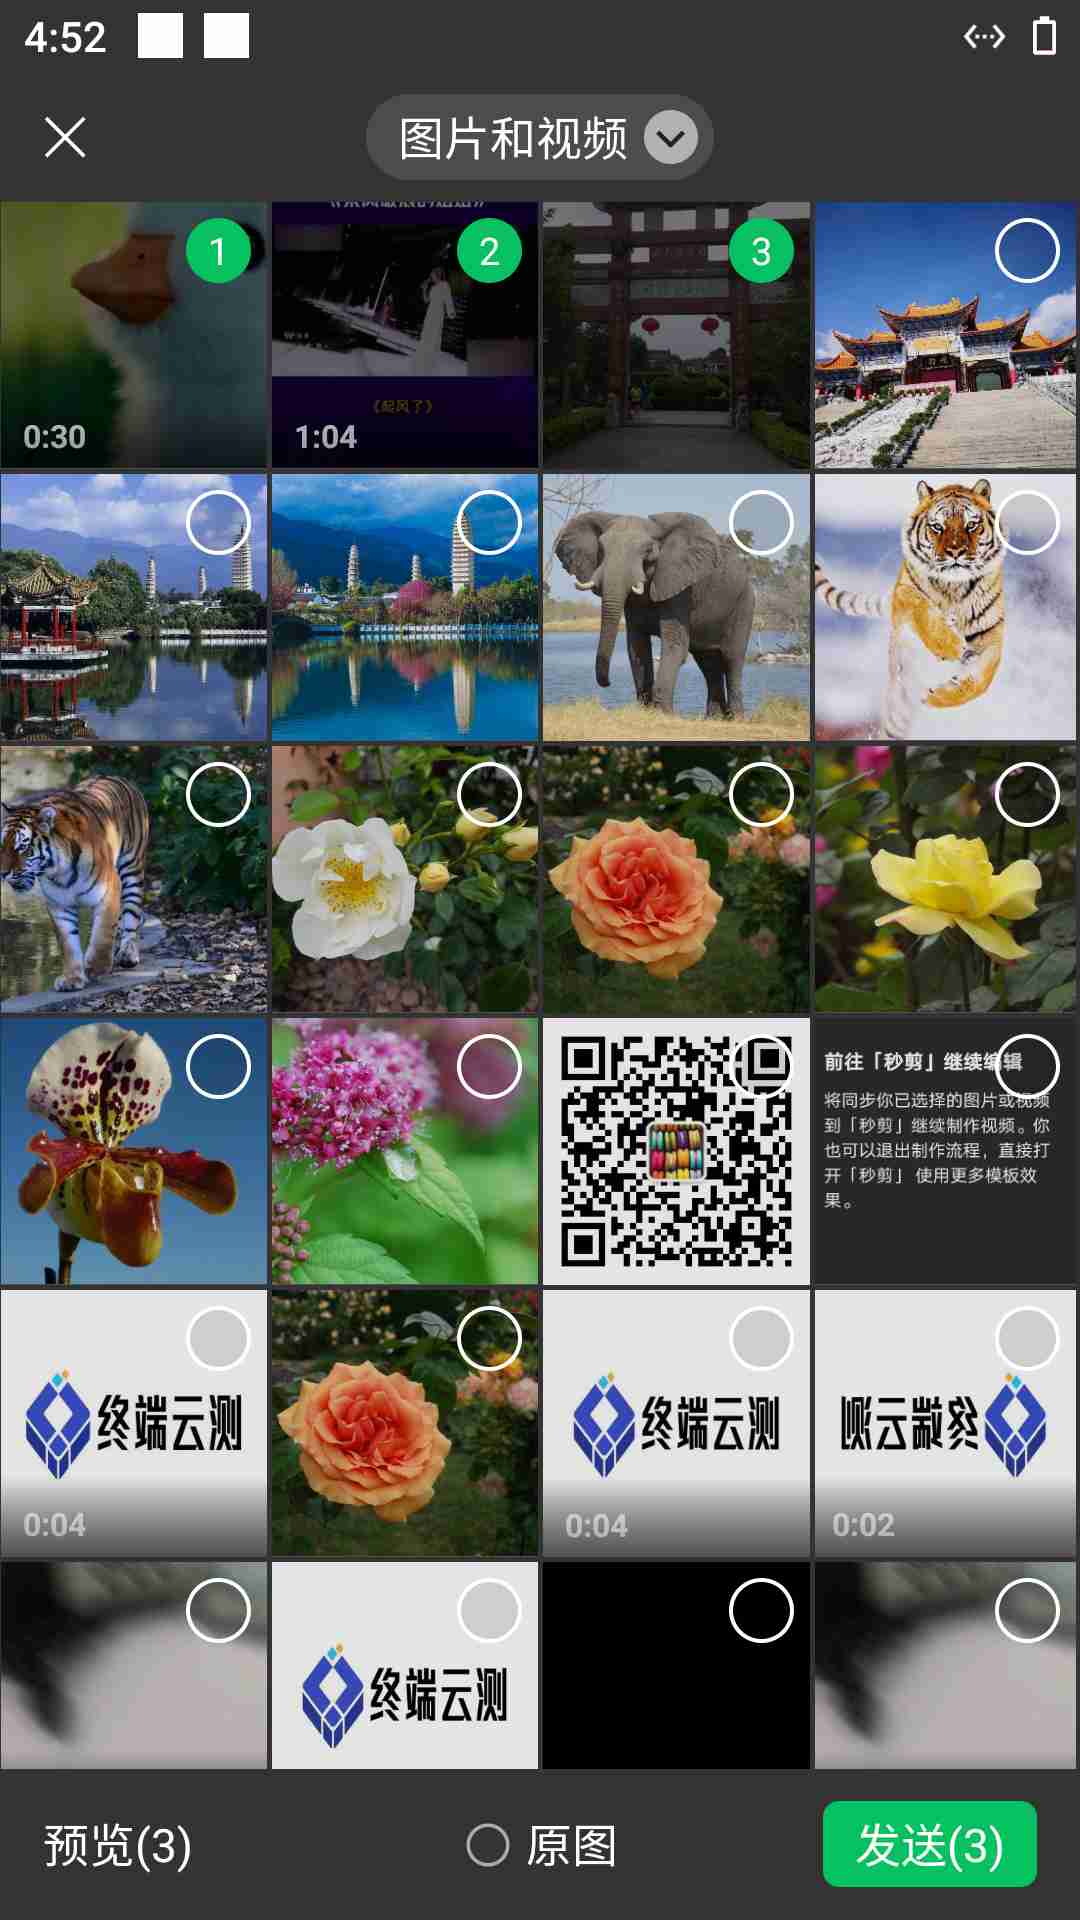 4:52
图片和视频
1
2
3
0:30
《起风了》
1:04
前往「秒剪」继续编辑
将同步你已选择的图片或视频
到「秒剪」继续制作视频。你
也可以退出制作流程，直接打
开「秒剪」 使用更多模板效
果。
终端云测
0:04
终端云测
0:04
终端云测
0:02
终端云测
预览(3)
原图
发送(3)